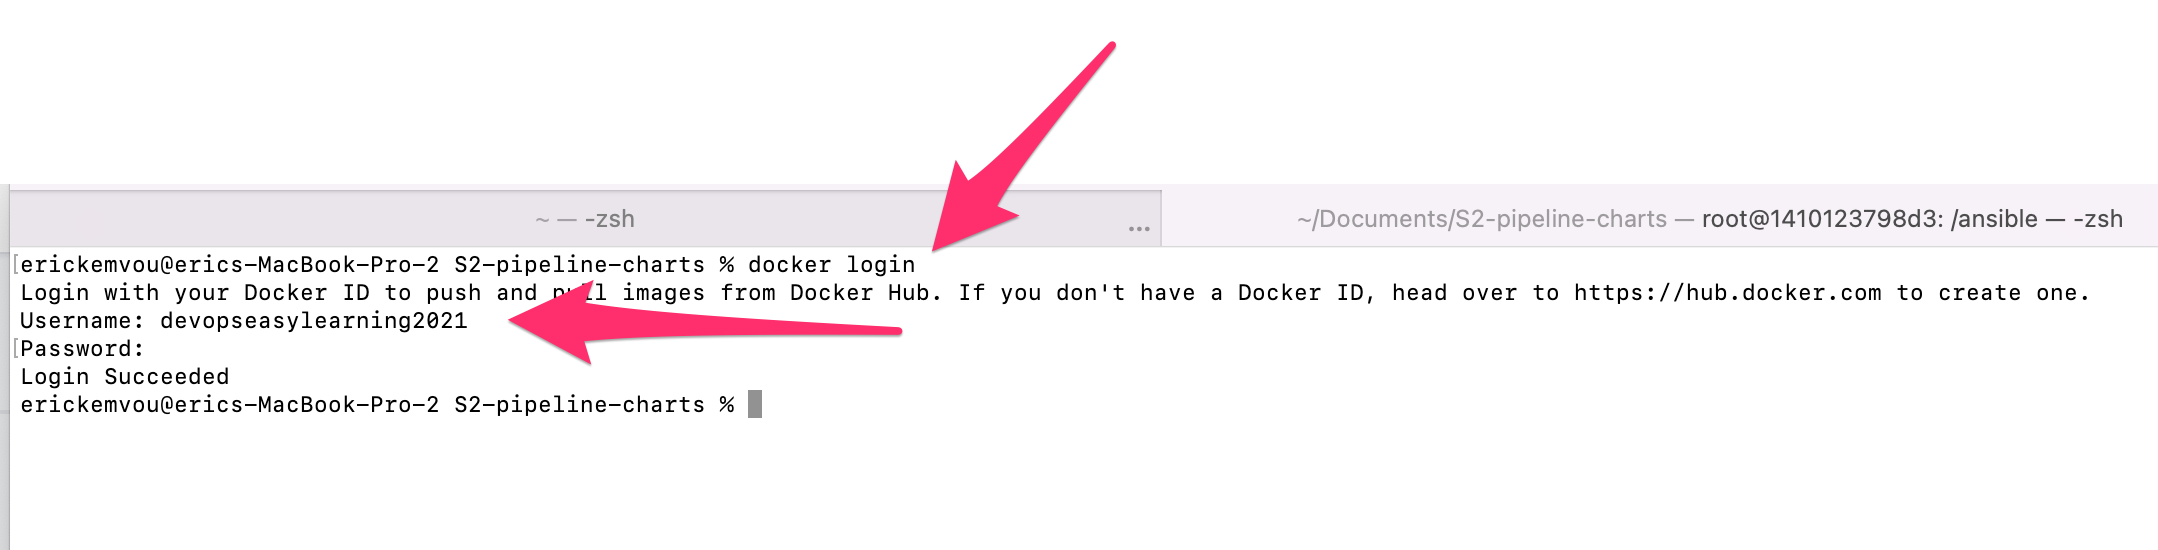 ~ — -zsh
...
~/Documents/S2-pipeline-charts — root@1410123798d3: /ansible — -zsh
[erickemvou@erics-MacBook-Pro-2 S2-pipeline-charts % docker login
Login with your Docker ID to push and pull images from Docker Hub. If you don't have a Docker ID, head over to https://hub.docker.com to create one.
Username: devopseasylearning2021
[Password:
Login Succeeded
erickemvou@erics-MacBook-Pro-2 S2-pipeline-charts %